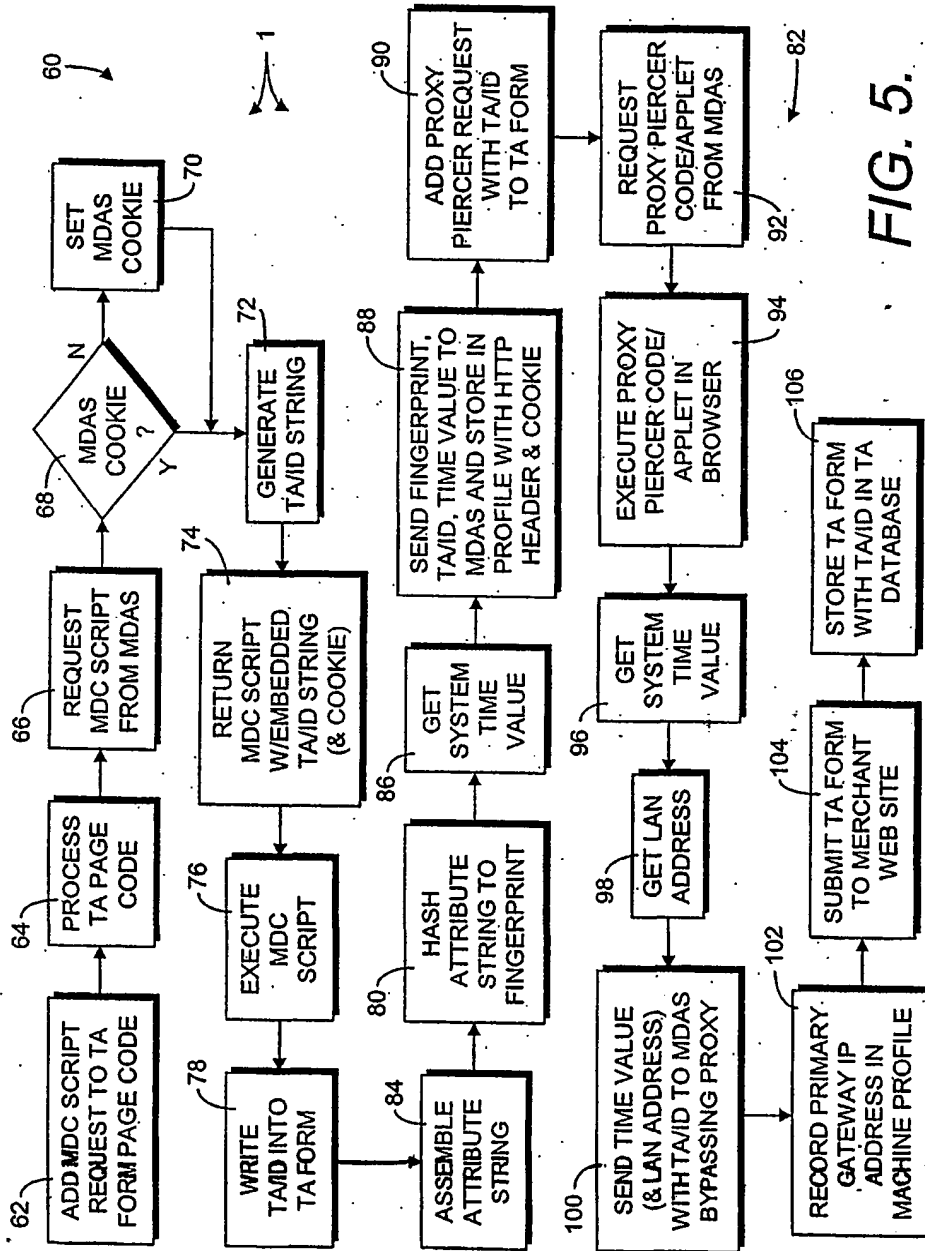 62
ADD MDC SCRIPT
REQUEST TO TA
FORM PAGE CODE
64
PROCESS
TA PAGE
CODE
66
REQUEST
MDC SCRIPT
FROM MDAS
68
MDAS
COOKIE
?
N
Y
SET
MDAS
COOKIE
70
60
1
72
GENERATE
TA/ID STRING
74
RETURN
MDC SCRIPT
W/EMBEDDED
TA/ID STRING
(& COOKIE)
76
EXECUTE
MDC
SCRIPT
78
WRITE
TA/ID INTO
TA FORM
84
ASSEMBLE
ATTRIBUTE
STRING
80
HASH
ATTRIBUTE
STRING TO
FINGERPRINT
86
GET
SYSTEM
TIME
VALUE
88
SEND FINGERPRINT,
TA/ID, TIME VALUE TO
MDAS AND STORE IN
PROFILE WITH HTTP
HEADER & COOKIE
90
ADD PROXY
PIERCER REQUEST
WITH TA/ID
TO TA FORM
REQUEST
PROXY PIERCER
CODE/APPLET
FROM MDAS
92
82
EXECUTE PROXY
PIERCER CODE/
APPLET IN
BROWSER
94
GET
SYSTEM
TIME
VALUE
96
98
GET LAN
ADDRESS
100
SEND TIME VALUE
(& LAN ADDRESS)
WITH TA/ID TO MDAS
BYPASSING PROXY
102
RECORD PRIMARY
GATEWAY IP
ADDRESS IN
MACHINE PROFILE
104
SUBMIT TA FORM
TO MERCHANT
WEB SITE
106
STORE TA FORM
WITH TA/ID IN TA
DATABASE
FIG. 5.